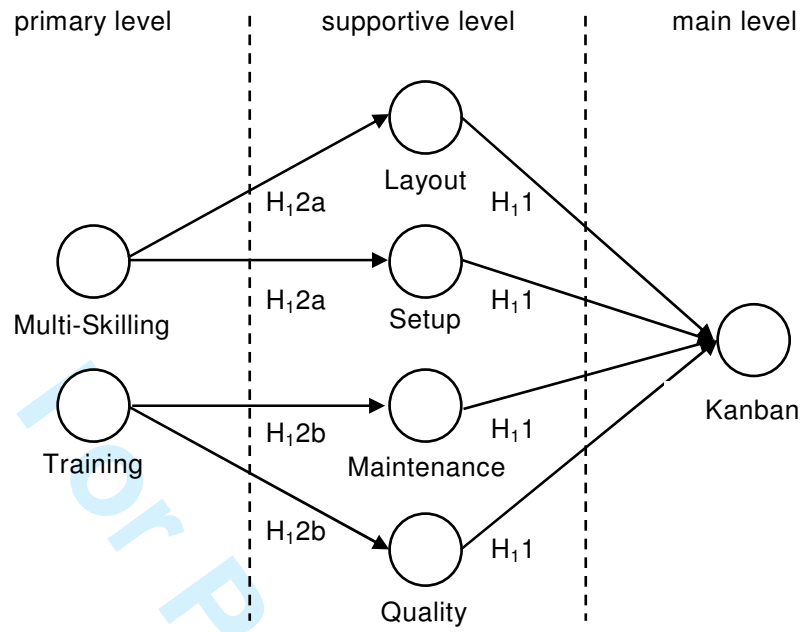 primary level
supportive level
main level
Layout
H₁2a
H₁1
Multi-Skilling
H₁2a
Setup
H₁1
Kanban
Training
H₁2b
Maintenance
H₁1
H₁2b
H₁1
Quality
or P